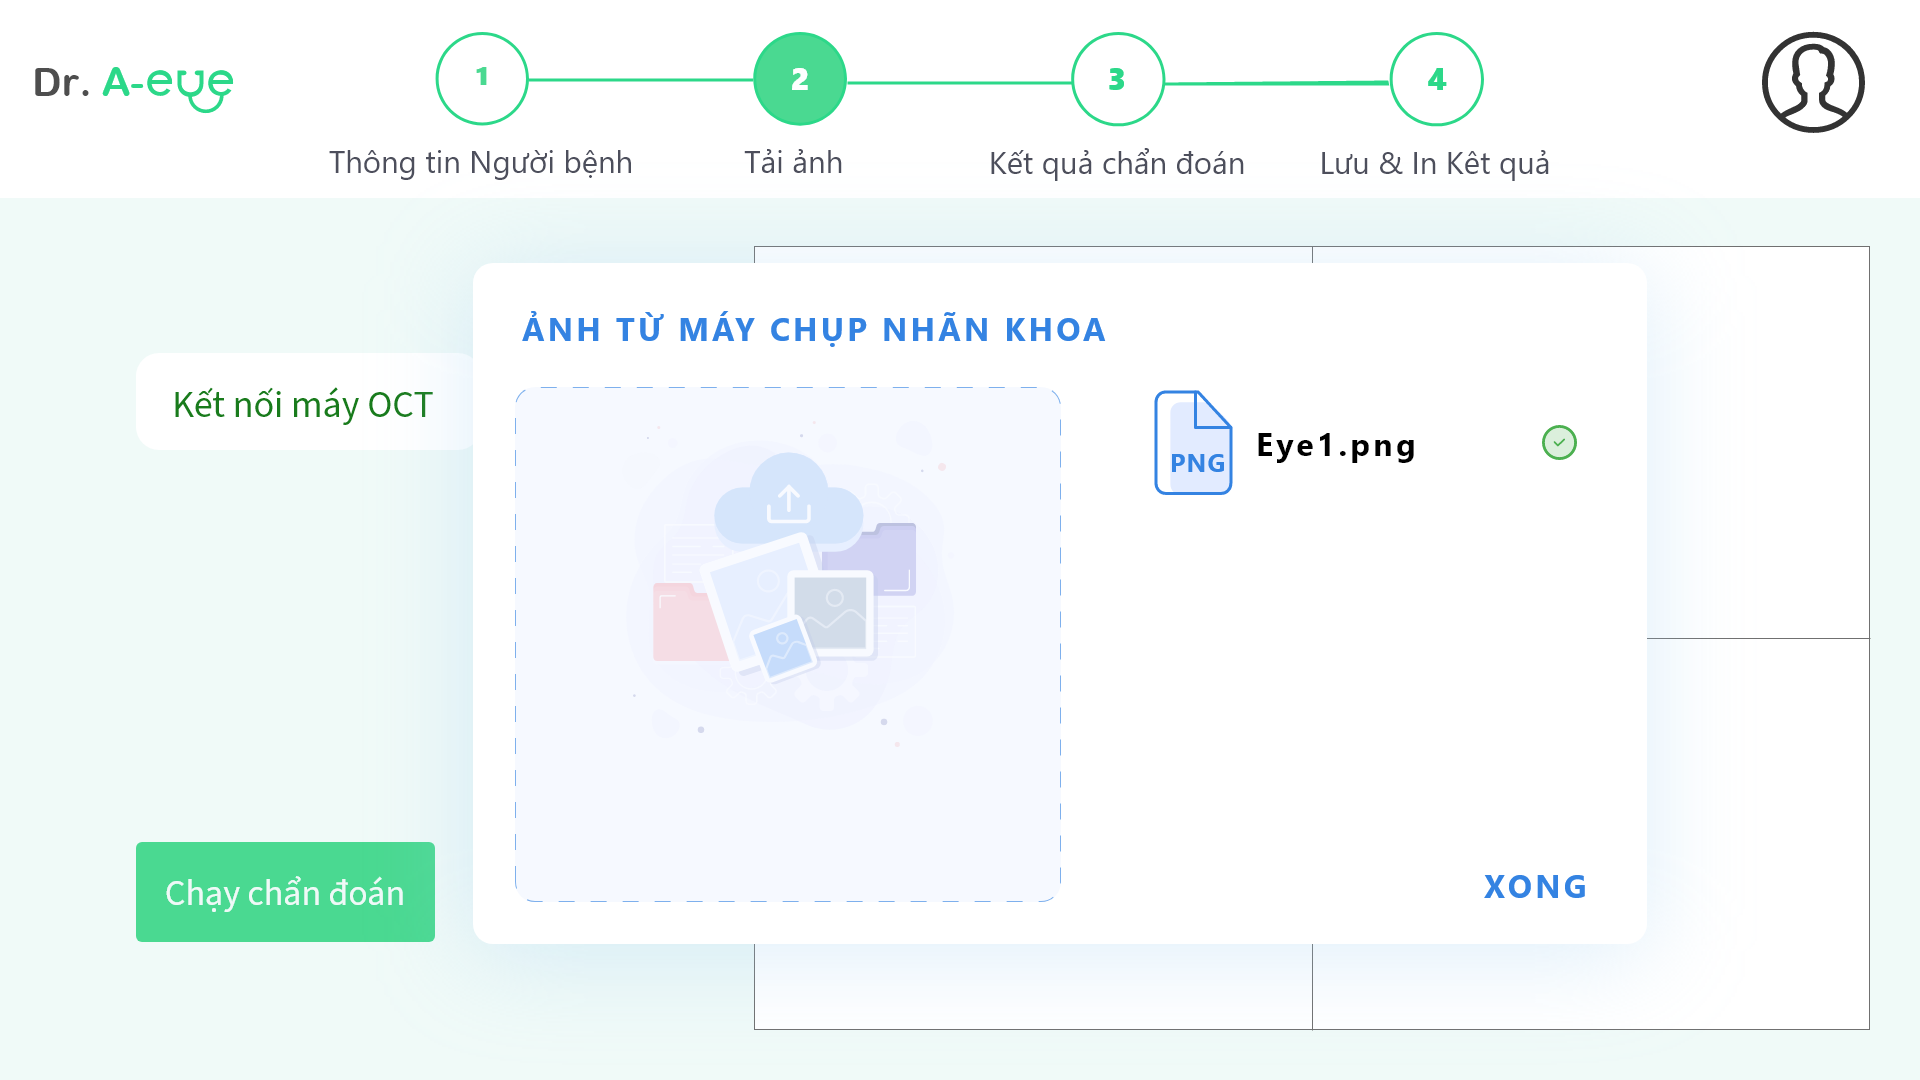 Dr. A-eye
1
2
3
4
Thông tin Người bệnh
Tải ảnh
Kết quả chẩn đoán
Lưu & In Kêt quả
ẢNH TỪ MÁY CHỤP NHÃN KHOA
Kết nối máy OCT
PNG
Eye1.png
Chạy chẩn đoán
XONG